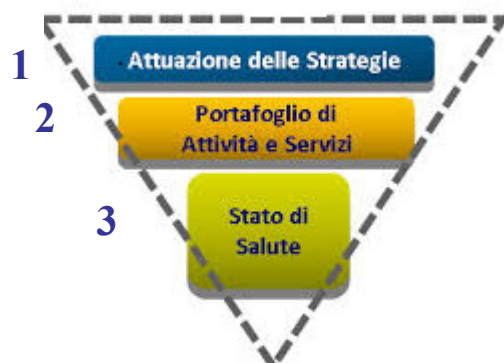 1 Attuazione delle Strategie
2 Portafoglio di
Attività e Servizi
3 Stato di
Salute